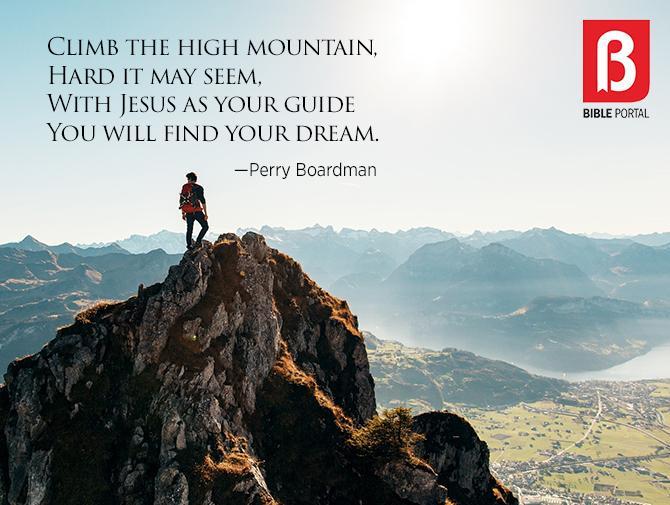 Climb the high mountain,
Hard it may seem,
With Jesus as your guide
You will find your dream.
—Perry Boardman
ß
BIBLE PORTAL